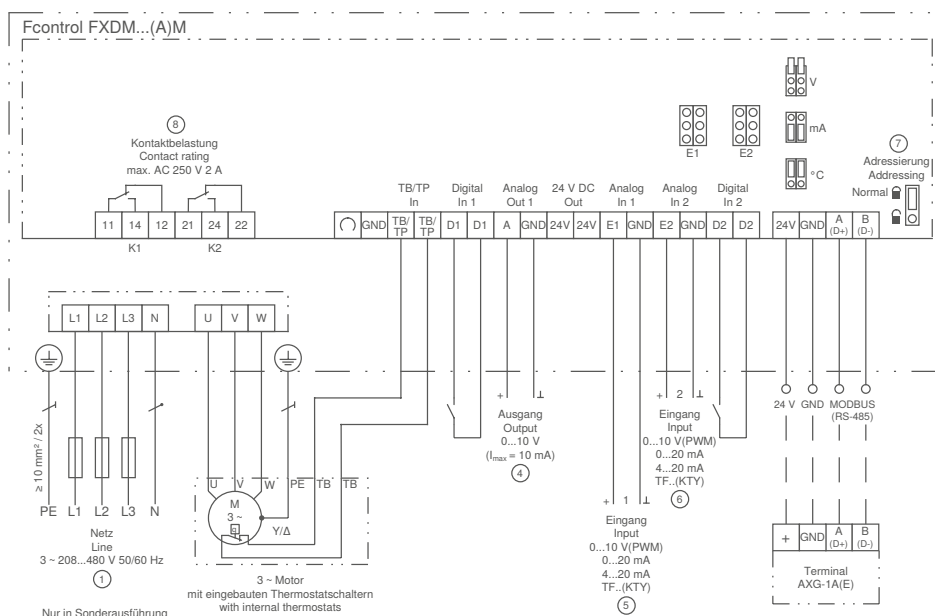 Fcontrol FXDM...(A)M
8
Kontaktbelastung
Contact rating
max. AC 250 V 2 A
V
mA
°C
E1
E2
7
Adressierung
Addressing
Normal
TB/TP
In
Digital
In 1
Analog
Out 1
24 V DC
Out
Analog
In 1
Analog
In 2
Digital
In 2
11 14 12 21 24 22
K1 K2
GND TB/TP TB/TP D1 D1 A GND 24V 24V E1 GND E2 GND D2 D2
24V GND A (D+) B (D-)
L1 L2 L3 N
U V W
≥ 10 mm² / 2x
PE L1 L2 L3 N
Netz
Line
3 ~ 208...480 V 50/60 Hz
1
Nur in Sonderausführung
U V W PE TB TB
M
3 ~
Y/Δ
3 ~ Motor
mit eingebauten Thermostatschaltern
with internal thermostats
+ ⊥
Ausgang
Output
0...10 V
(Imax = 10 mA)
4
+ 1 ⊥
Eingang
Input
0...10 V(PWM)
0...20 mA
4...20 mA
TF..(KTY)
5
+ 2 ⊥
Eingang
Input
0...10 V(PWM)
0...20 mA
4...20 mA
TF..(KTY)
6
24 V GND MODBUS
(RS-485)
+ GND A (D+) B (D-)
Terminal
AXG-1A(E)